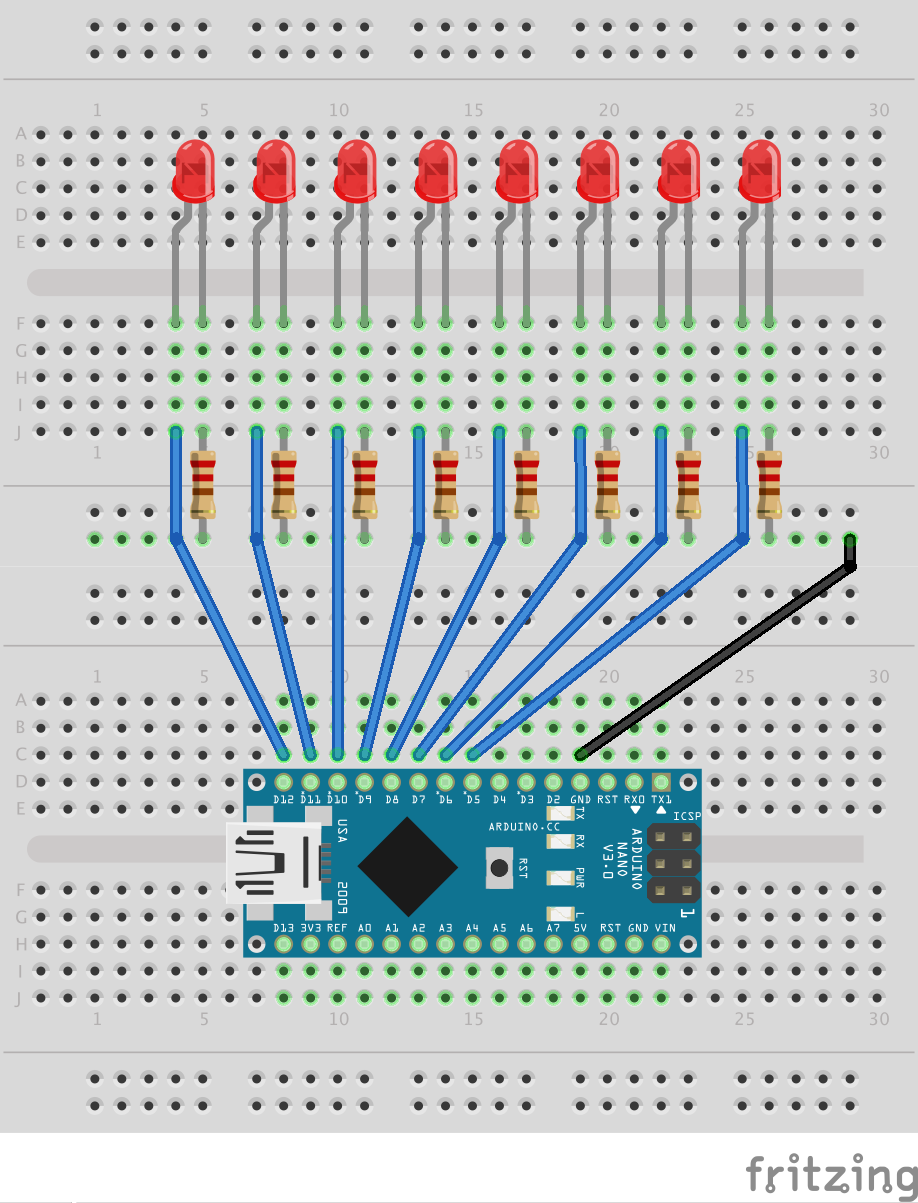 1 5 10 15 20 25 30
A
B
C
D
E
F
G
H
I
J
1 15 20 25 30
1 5 10 15 20 25 30
A
B
C
D
E
D12 D11 D10 D9 D8 D7 D6 D5 D4 D3 D2 GND RST RX0 TX1
TX
ICSP
ARDUINO.CC
USA
RX
ARDUINO
NANO
V3.0
RST
PWR
2009
L
1
D13 3V3 REF A0 A1 A2 A3 A4 A5 A6 A7 5V RST GND VIN
F
G
H
I
J
1 5 10 15 20 25 30
fritzing